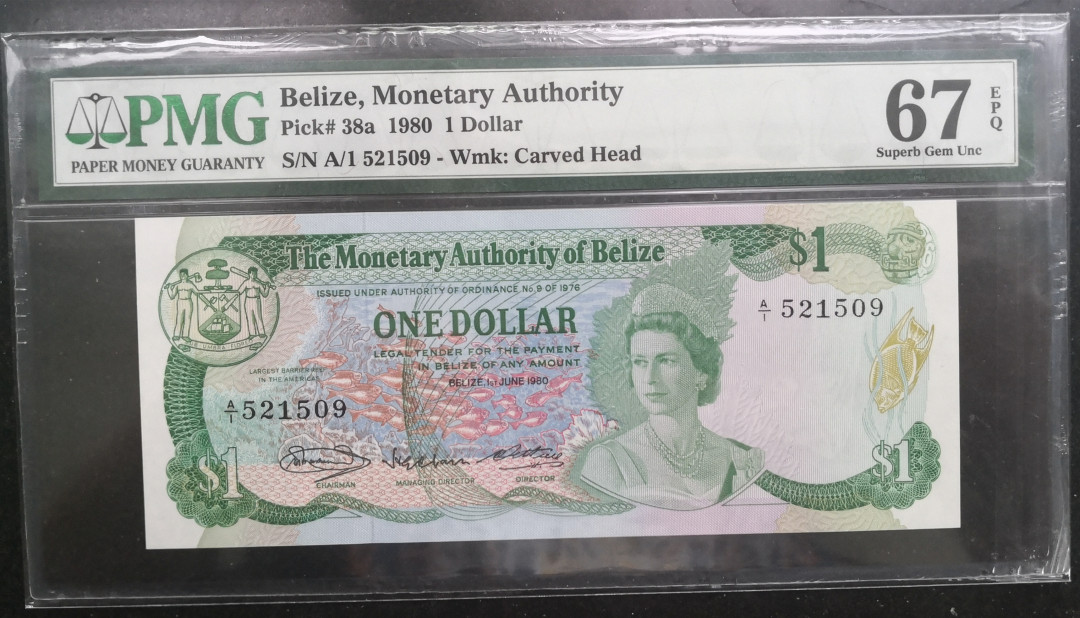 PMG
PAPER MONEY GUARANTY
Belize, Monetary Authority
Pick# 38a 1980 1 Dollar
S/N A/1 521509 - Wmk: Carved Head
67 EPQ
Superb Gem Unc
The Monetary Authority of Belize
$1
ISSUED UNDER AUTHORITY OF ORDINANCE, No. 9 OF 1976
A/1 521509
ONE DOLLAR
LEGAL TENDER FOR THE PAYMENT
IN BELIZE OF ANY AMOUNT
LARGEST BARRIER REEF
IN THE AMERICAS
BELIZE, 1ST JUNE 1980
A/1 521509
$1
CHAIRMAN
MANAGING DIRECTOR
DIRECTOR
$1